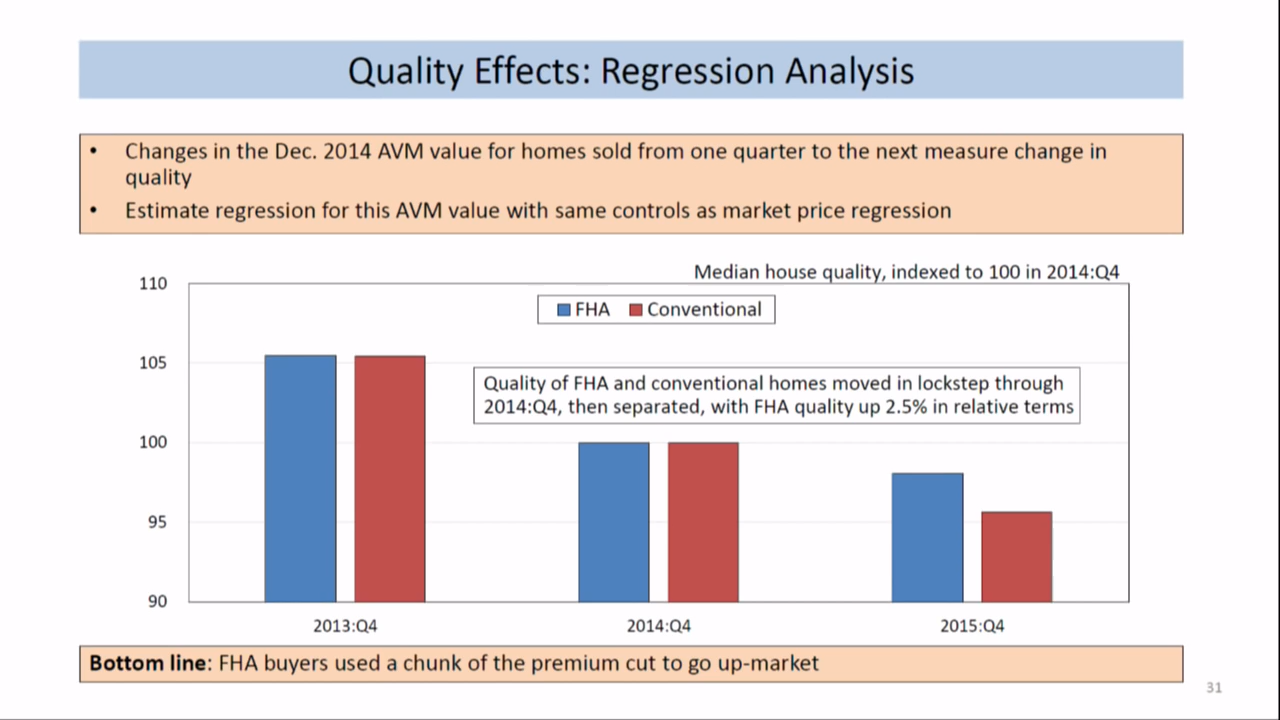 Quality Effects: Regression Analysis
• Changes in the Dec. 2014 AVM value for homes sold from one quarter to the next measure change in
quality
• Estimate regression for this AVM value with same controls as market price regression
Median house quality, indexed to 100 in 2014:Q4
110
FHA Conventional
105
Quality of FHA and conventional homes moved in lockstep through
2014:Q4, then separated, with FHA quality up 2.5% in relative terms
100
95
90
2013:Q4 2014:Q4 2015:Q4
Bottom line: FHA buyers used a chunk of the premium cut to go up-market
31